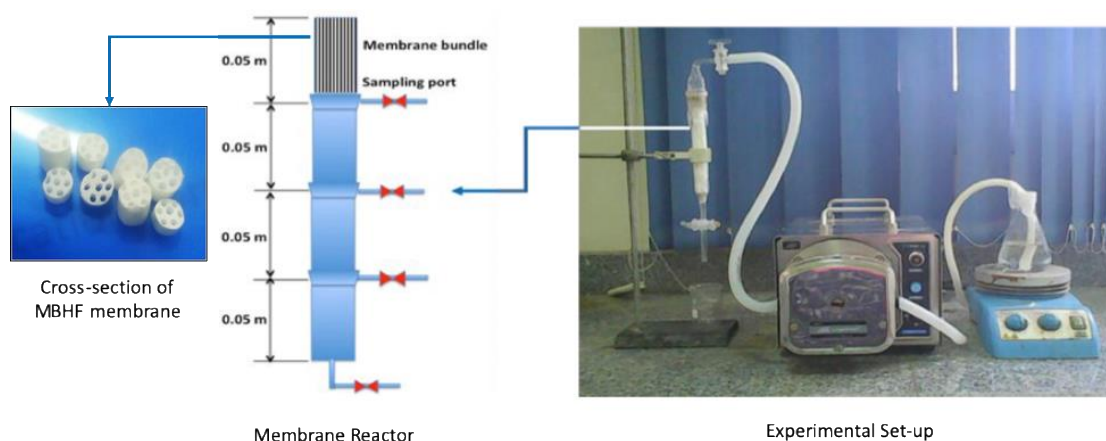 Membrane bundle
0.05 m
Sampling port
0.05 m
0.05 m
0.05 m
Cross-section of
MBHF membrane
Membrane Reactor
Experimental Set-up